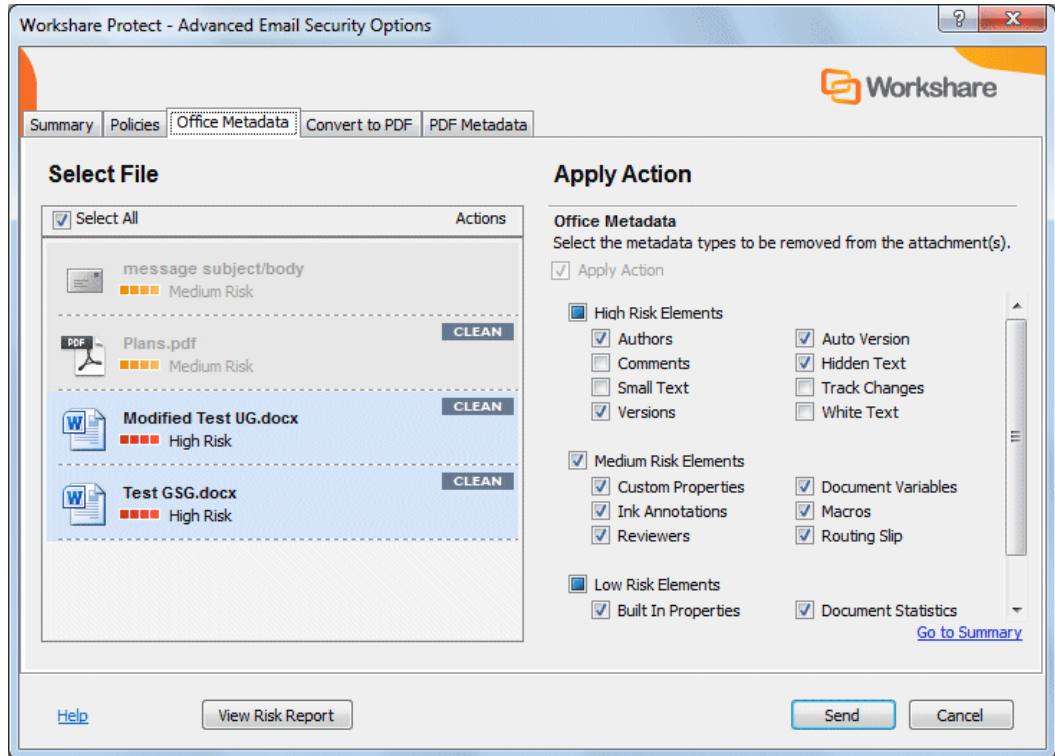 Workshare Protect - Advanced Email Security Options
?
Workshare
Summary
Policies
Office Metadata
Convert to PDF
PDF Metadata
Select File
Select All
Actions
message subject/body
Medium Risk
PDF
Plans.pdf
Medium Risk
CLEAN
W
Modified Test UG.docx
High Risk
CLEAN
W
Test GSG.docx
High Risk
CLEAN
Apply Action
Office Metadata
Select the metadata types to be removed from the attachment(s).
Apply Action
High Risk Elements
Authors
Auto Version
Comments
Hidden Text
Small Text
Track Changes
Versions
White Text
Medium Risk Elements
Custom Properties
Document Variables
Ink Annotations
Macros
Reviewers
Routing Slip
Low Risk Elements
Built In Properties
Document Statistics
Go to Summary
Help
View Risk Report
Send
Cancel